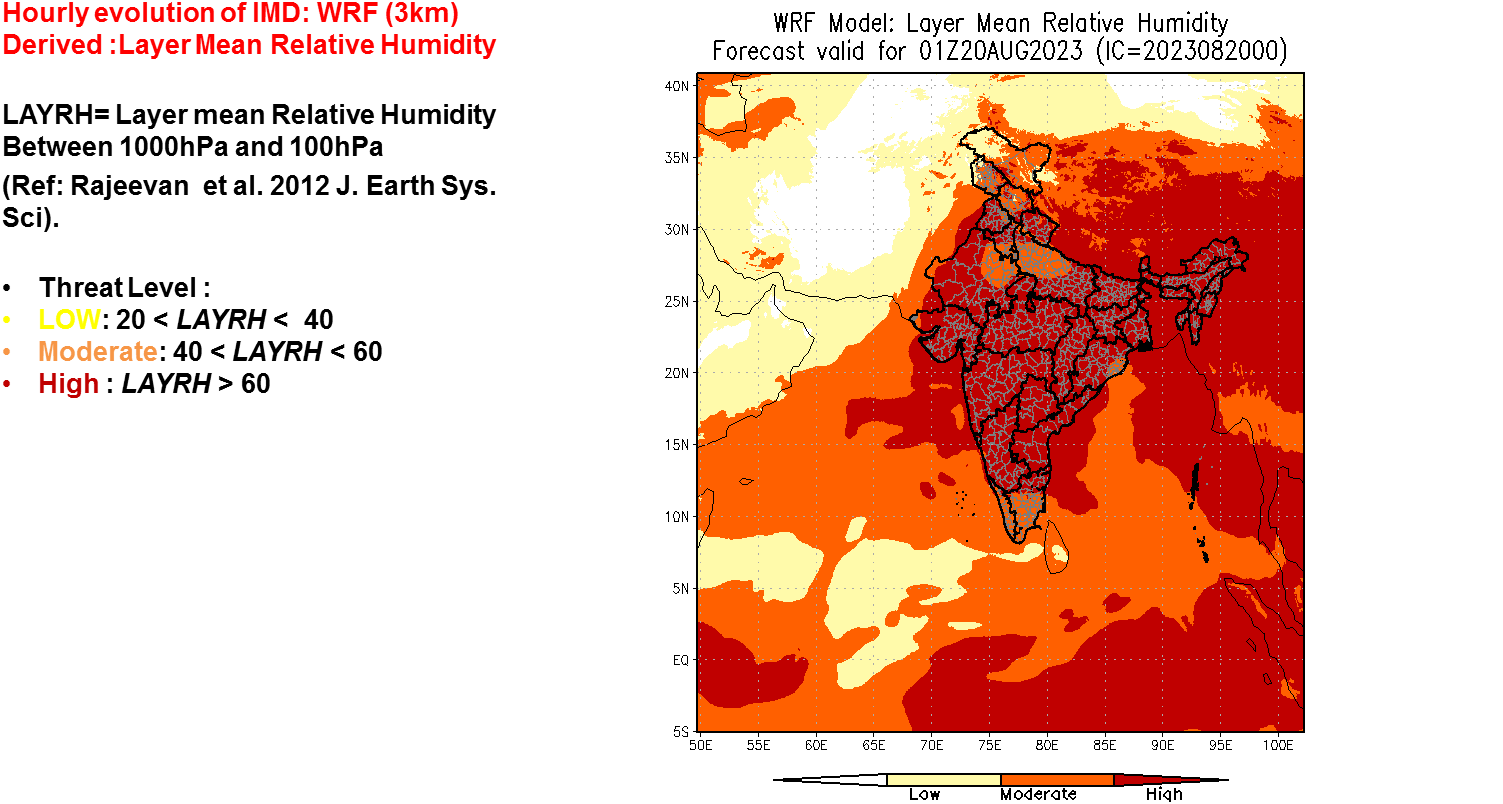 Hourly evolution of IMD: WRF (3km)
Derived :Layer Mean Relative Humidity
LAYRH= Layer mean Relative Humidity
Between 1000hPa and 100hPa
(Ref: Rajeevan et al. 2012 J. Earth Sys.
Sci).
• Threat Level :
• LOW: 20 < LAYRH < 40
• Moderate: 40 < LAYRH < 60
• High : LAYRH > 60
WRF Model: Layer Mean Relative Humidity
Forecast valid for 01Z20AUG2023 (IC=2023082000)
40N
35N
30N
25N
20N
15N
10N
5N
EQ
5S
50E 55E 60E 65E 70E 75E 80E 85E 90E 95E 100E
Low Moderate High